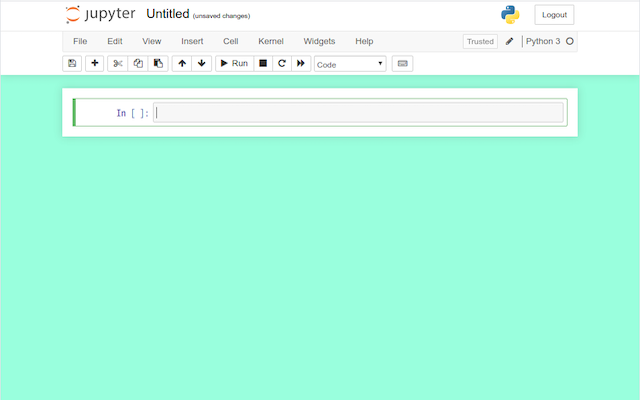 jupyter Untitled (unsaved changes) Logout
File Edit View Insert Cell Kernel Widgets Help Trusted Python 3
Run Code
In [ ]: